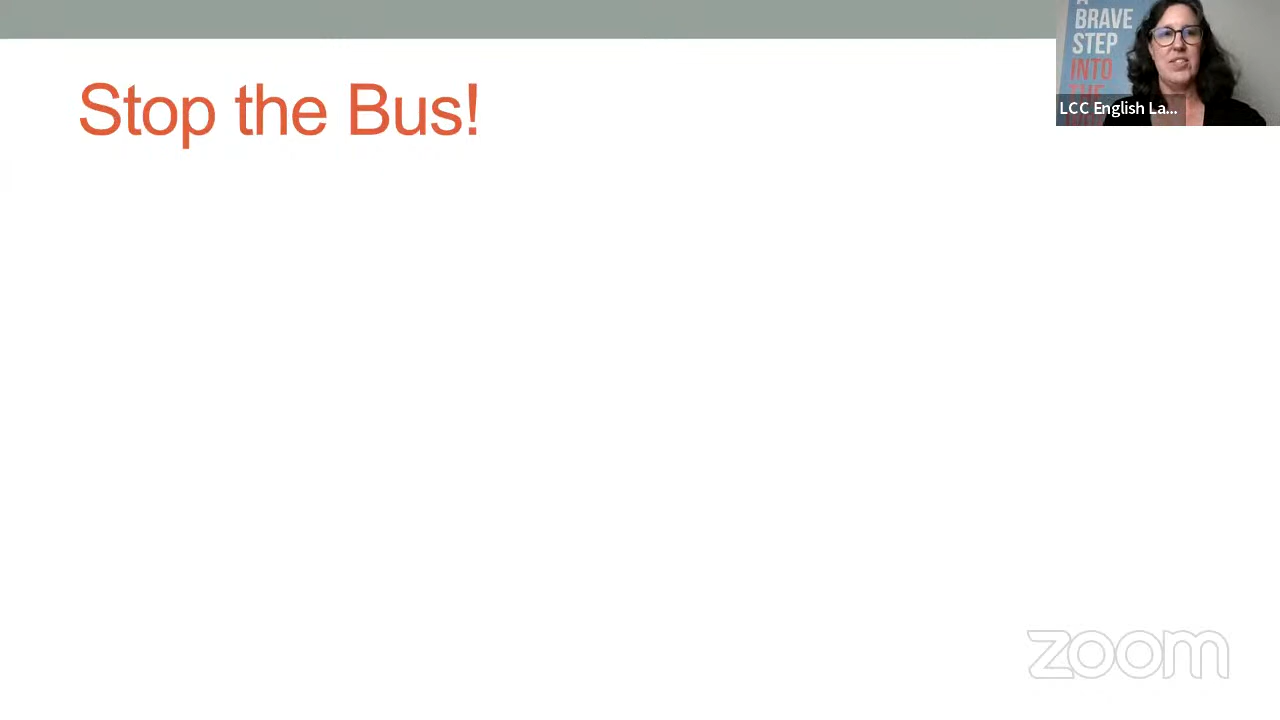 Stop the Bus!
BRAVE
STEP
INTO
LCC English La...
zoom